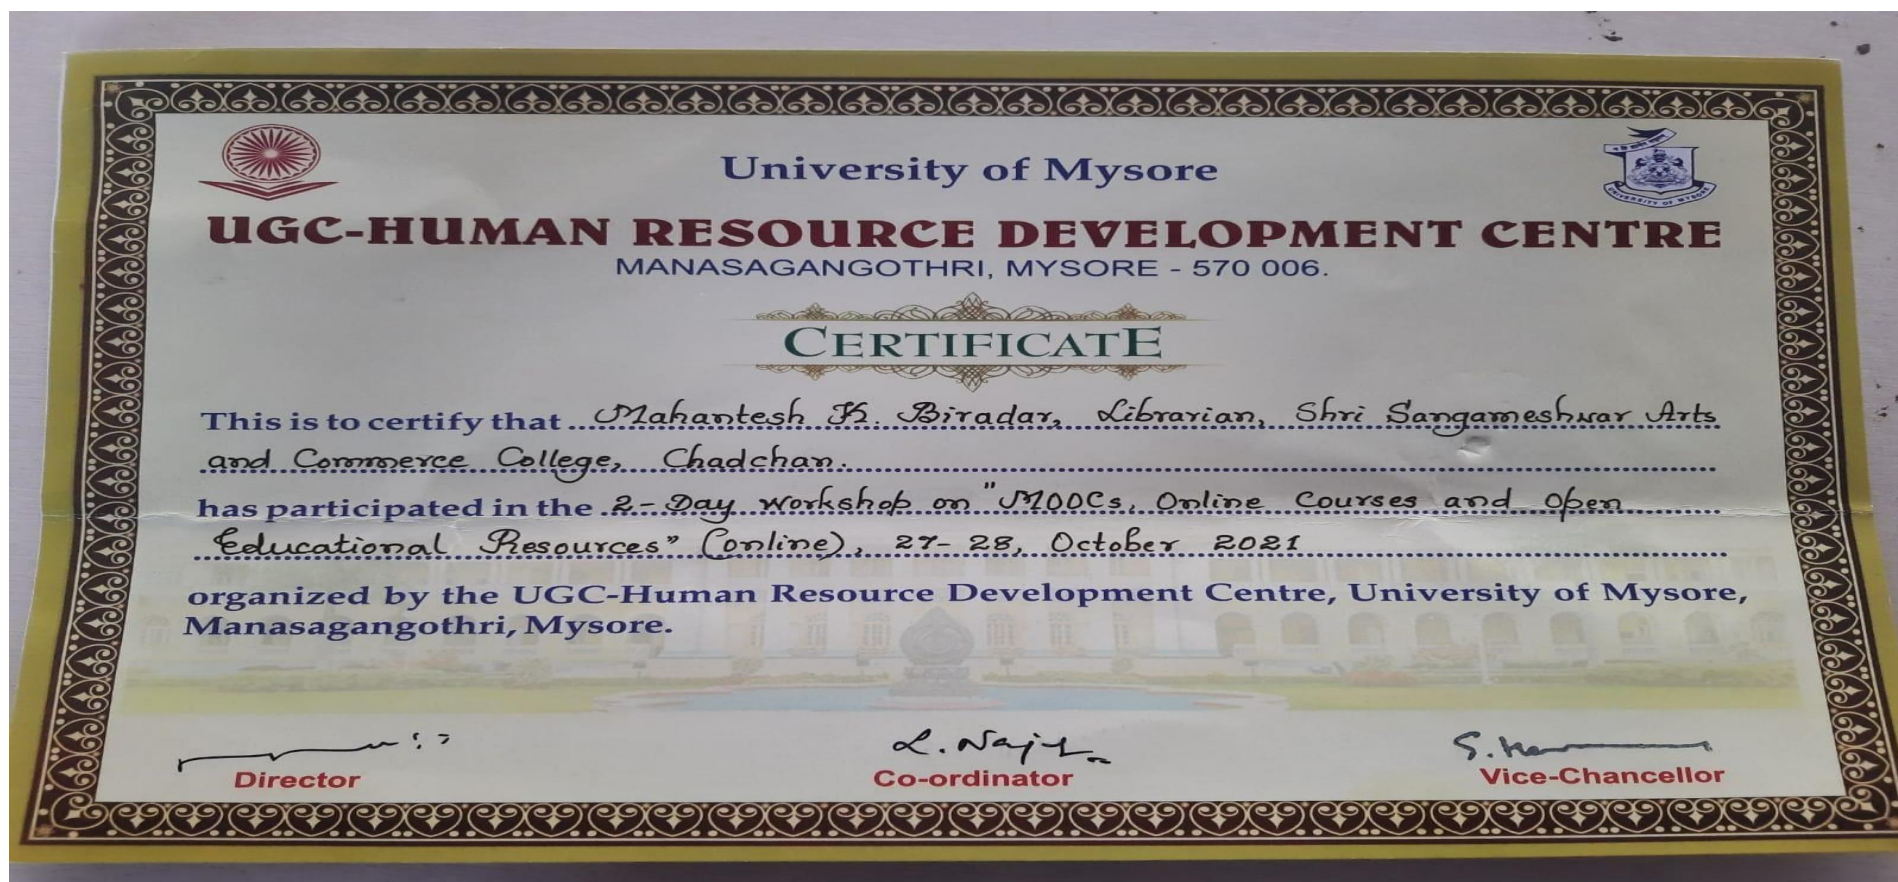 University of Mysore
UGC-HUMAN RESOURCE DEVELOPMENT CENTRE
MANASAGANGOTHRI, MYSORE - 570 006.
CERTIFICATE
This is to certify that Mahantesh K. Biradar, Librarian, Shri Sangameshwar Arts
and Commerce College, Chadchan.
has participated in the 2-Day Workshop on "MOOCs, Online Courses and Open
Educational Resources" (online), 27-28, October 2021
organized by the UGC-Human Resource Development Centre, University of Mysore,
Manasagangothri, Mysore.
Director
Co-ordinator
Vice-Chancellor
UNIVERSITY OF MYSORE